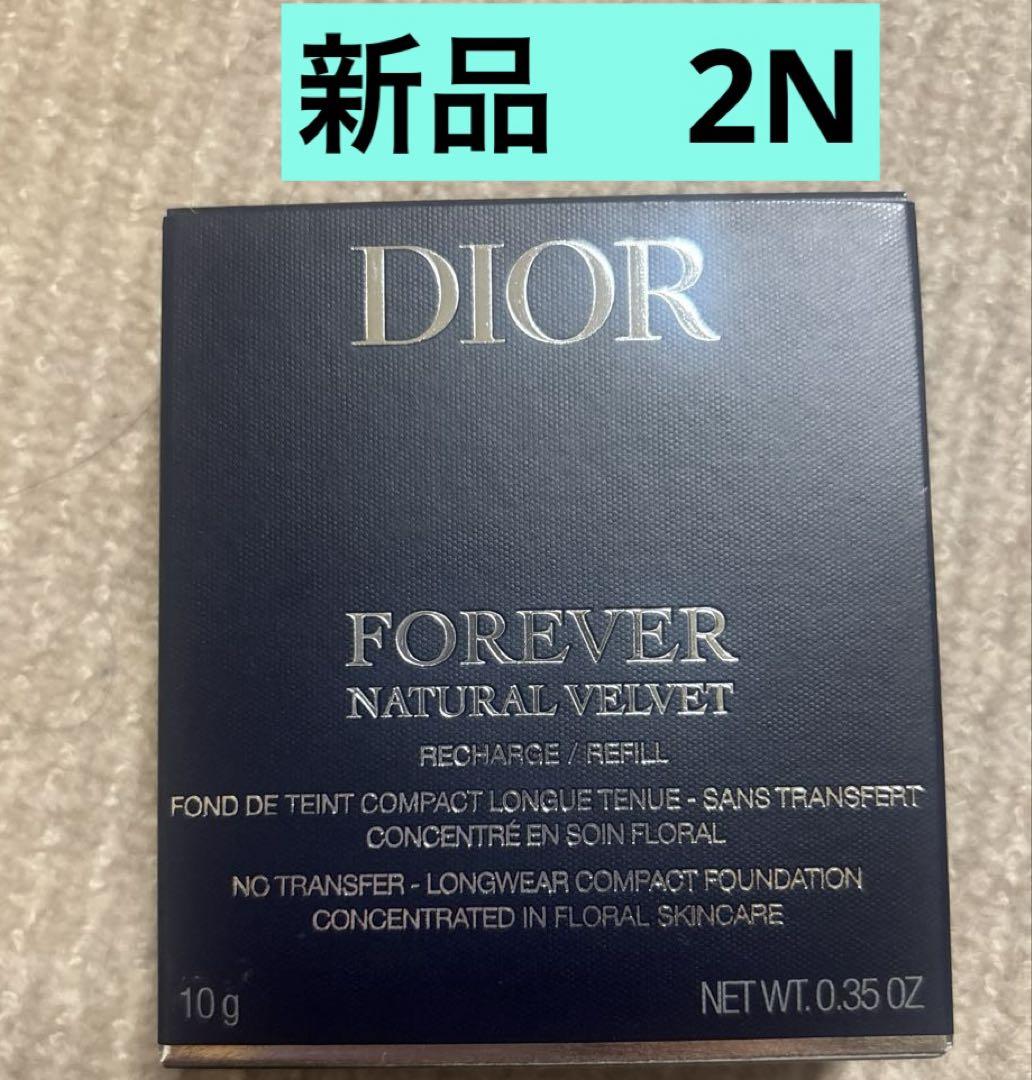 新品　2N
DIOR
FOREVER
NATURAL VELVET
RECHARGE / REFILL
FOND DE TEINT COMPACT LONGUE TENUE - SANS TRANSFERT
CONCENTRÉ EN SOIN FLORAL
NO TRANSFER - LONGWEAR COMPACT FOUNDATION
CONCENTRATED IN FLORAL SKINCARE
10 g NET WT. 0.35 OZ